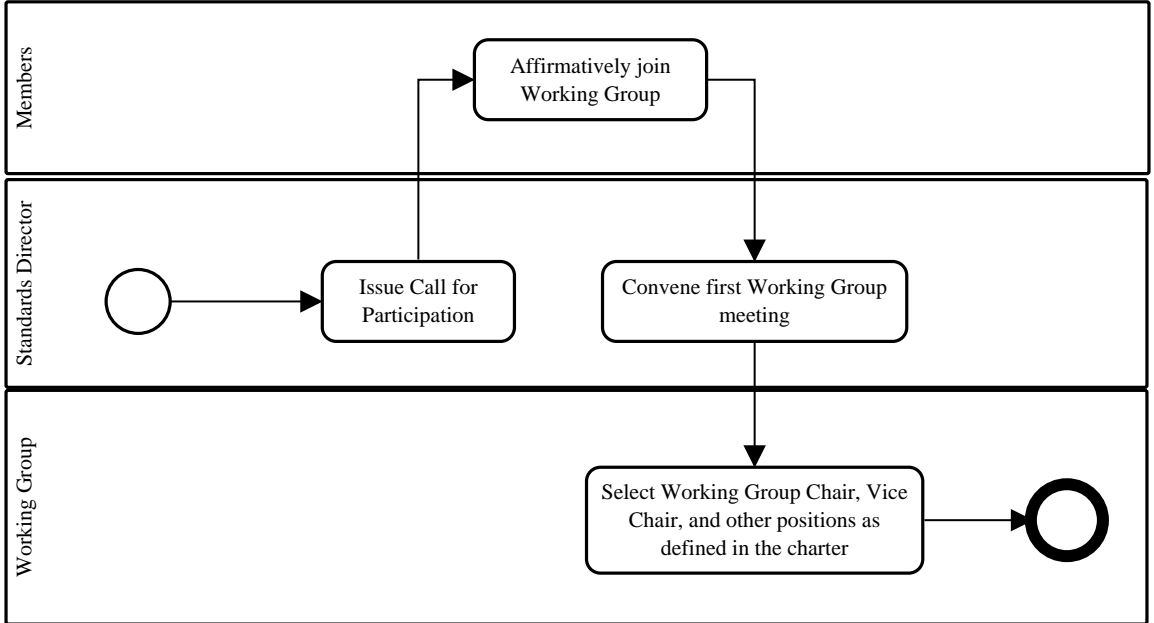 Members
Affirmatively join
Working Group
Standards Director
Issue Call for
Participation
Convene first Working Group
meeting
Working Group
Select Working Group Chair, Vice
Chair, and other positions as
defined in the charter